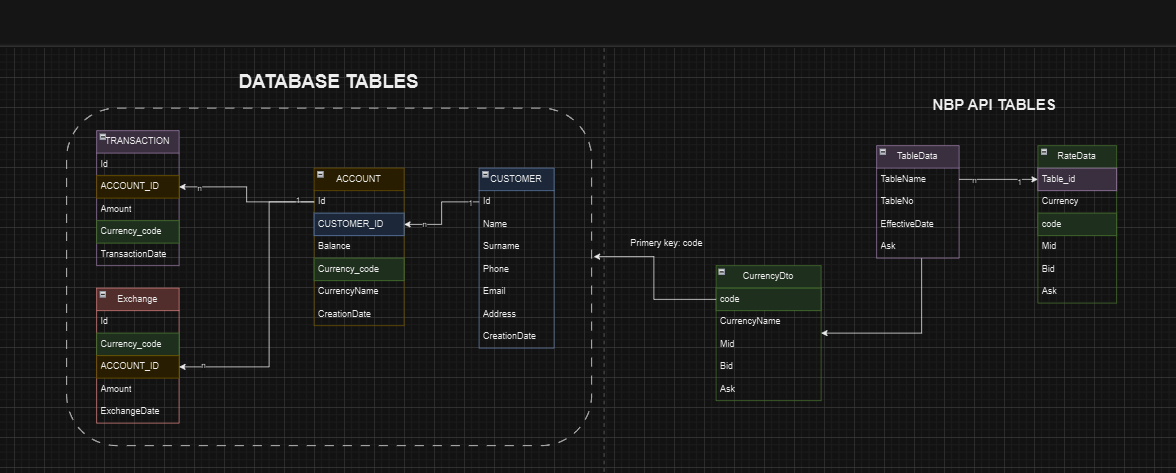 DATABASE TABLES
TRANSACTION
Id
ACCOUNT_ID
Amount
Currency_code
TransactionDate
Exchange
Id
Currency_code
ACCOUNT_ID
Amount
ExchangeDate
n
1
n
ACCOUNT
Id
CUSTOMER_ID
Balance
Currency_code
CurrencyName
CreationDate
n
1
CUSTOMER
Id
Name
Surname
Phone
Email
Address
CreationDate
NBP API TABLES
Primery key: code
CurrencyDto
code
CurrencyName
Mid
Bid
Ask
TableData
TableName
TableNo
EffectiveDate
Ask
n
1
RateData
Table_id
Currency
code
Mid
Bid
Ask